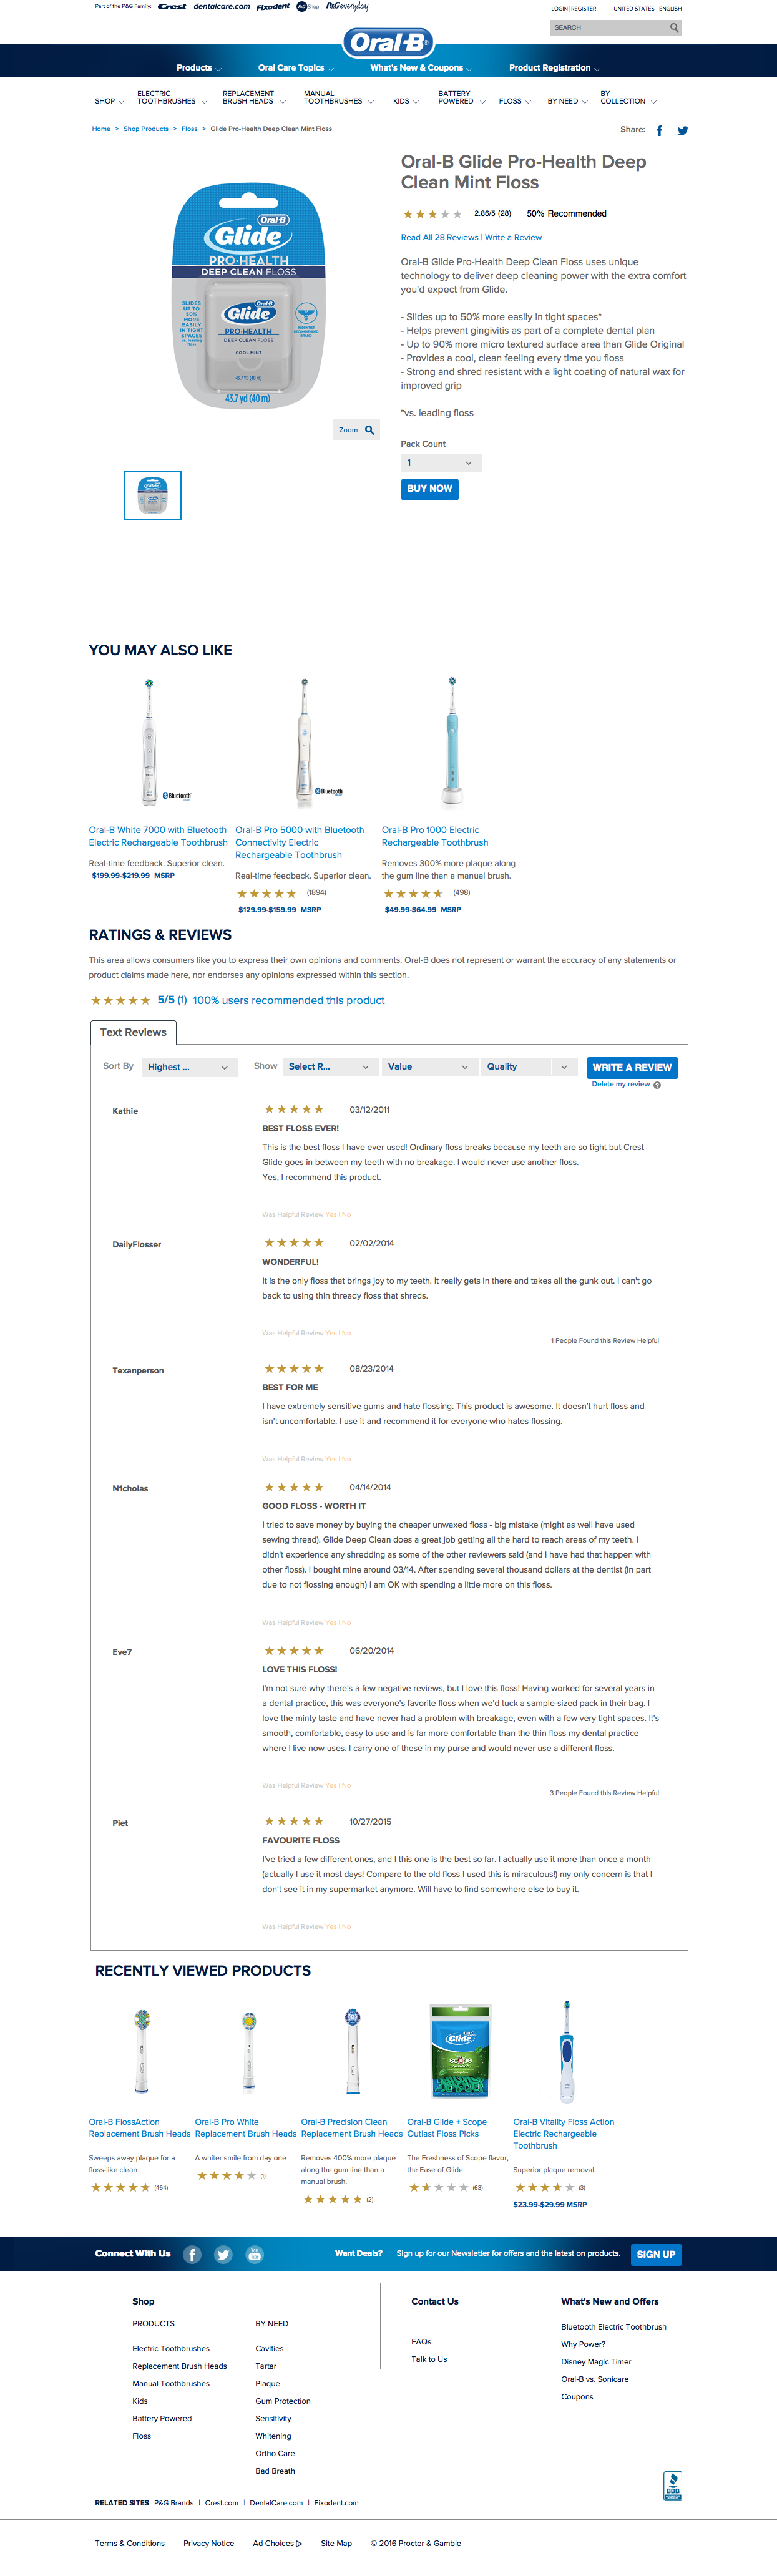 Part of the P&G Family: Crest dentalcare.com Fixodent P&G Shop P&G everyday
LOGIN | REGISTER UNITED STATES - ENGLISH
SEARCH
Oral-B
Products Oral Care Topics What's New & Coupons Product Registration
SHOP ELECTRIC TOOTHBRUSHES REPLACEMENT BRUSH HEADS MANUAL TOOTHBRUSHES KIDS BATTERY POWERED FLOSS BY NEED BY COLLECTION
Home > Shop Products > Floss > Glide Pro-Health Deep Clean Mint Floss
Share:
Oral-B
Glide
PRO-HEALTH
DEEP CLEAN FLOSS
SLIDES
UP TO
50%
MORE
EASILY
IN TIGHT
SPACES
vs. leading
floss
Oral-B
Glide
PRO-HEALTH
DEEP CLEAN FLOSS
COOL MINT
43.7 YD (40 m)
43.7 yd (40 m)
Zoom
Oral-B Glide Pro-Health Deep
Clean Mint Floss
2.86/5 (28) 50% Recommended
Read All 28 Reviews | Write a Review
Oral-B Glide Pro-Health Deep Clean Floss uses unique
technology to deliver deep cleaning power with the extra comfort
you'd expect from Glide.
- Slides up to 50% more easily in tight spaces*
- Helps prevent gingivitis as part of a complete dental plan
- Up to 90% more micro textured surface area than Glide Original
- Provides a cool, clean feeling every time you floss
- Strong and shred resistant with a light coating of natural wax for
improved grip
*vs. leading floss
Pack Count
1
BUY NOW
YOU MAY ALSO LIKE
Bluetooth
Bluetooth
Oral-B White 7000 with Bluetooth
Electric Rechargeable Toothbrush
Real-time feedback. Superior clean.
$199.99-$219.99 MSRP
Oral-B Pro 5000 with Bluetooth
Connectivity Electric
Rechargeable Toothbrush
Real-time feedback. Superior clean.
(1894)
$129.99-$159.99 MSRP
Oral-B Pro 1000 Electric
Rechargeable Toothbrush
Removes 300% more plaque along
the gum line than a manual brush.
(498)
$49.99-$64.99 MSRP
RATINGS & REVIEWS
This area allows consumers like you to express their own opinions and comments. Oral-B does not represent or warrant the accuracy of any statements or
product claims made here, nor endorses any opinions expressed within this section.
5/5 (1) 100% users recommended this product
Text Reviews
Sort By Highest ... Show Select R... Value Quality WRITE A REVIEW
Delete my review ?
Kathie 03/12/2011
BEST FLOSS EVER!
This is the best floss I have ever used! Ordinary floss breaks because my teeth are so tight but Crest
Glide goes in between my teeth with no breakage. I would never use another floss.
Yes, I recommend this product.
Was Helpful Review Yes | No
DailyFlosser 02/02/2014
WONDERFUL!
It is the only floss that brings joy to my teeth. It really gets in there and takes all the gunk out. I can't go
back to using thin thready floss that shreds.
Was Helpful Review Yes | No
1 People Found this Review Helpful
Texanperson 08/23/2014
BEST FOR ME
I have extremely sensitive gums and hate flossing. This product is awesome. It doesn't hurt floss and
isn't uncomfortable. I use it and recommend it for everyone who hates flossing.
Was Helpful Review Yes | No
N1cholas 04/14/2014
GOOD FLOSS - WORTH IT
I tried to save money by buying the cheaper unwaxed floss - big mistake (might as well have used
sewing thread). Glide Deep Clean does a great job getting all the hard to reach areas of my teeth. I
didn't experience any shredding as some of the other reviewers said (and I have had that happen with
other floss). I bought mine around 03/14. After spending several thousand dollars at the dentist (in part
due to not flossing enough) I am OK with spending a little more on this floss.
Was Helpful Review Yes | No
Eve7 06/20/2014
LOVE THIS FLOSS!
I'm not sure why there's a few negative reviews, but I love this floss! Having worked for several years in
a dental practice, this was everyone's favorite floss when we'd tuck a sample-sized pack in their bag. I
love the minty taste and have never had a problem with breakage, even with a few very tight spaces. It's
smooth, comfortable, easy to use and is far more comfortable than the thin floss my dental practice
where I live now uses. I carry one of these in my purse and would never use a different floss.
Was Helpful Review Yes | No
3 People Found this Review Helpful
Piet 10/27/2015
FAVOURITE FLOSS
I've tried a few different ones, and I this one is the best so far. I actually use it more than once a month
(actually I use it most days! Compare to the old floss I used this is miraculous!) my only concern is that I
don't see it in my supermarket anymore. Will have to find somewhere else to buy it.
Was Helpful Review Yes | No
RECENTLY VIEWED PRODUCTS
Glide
scope
Oral-B FlossAction
Replacement Brush Heads
Sweeps away plaque for a
floss-like clean
(464)
Oral-B Pro White
Replacement Brush Heads
A whiter smile from day one
(1)
Oral-B Precision Clean
Replacement Brush Heads
Removes 400% more plaque
along the gum line than a
manual brush.
(2)
Oral-B Glide + Scope
Outlast Floss Picks
The Freshness of Scope flavor,
the Ease of Glide.
(63)
Oral-B Vitality Floss Action
Electric Rechargeable
Toothbrush
Superior plaque removal.
(3)
$23.99-$29.99 MSRP
Connect With Us You Tube Want Deals? Sign up for our Newsletter for offers and the latest on products. SIGN UP
Shop
PRODUCTS
Electric Toothbrushes
Replacement Brush Heads
Manual Toothbrushes
Kids
Battery Powered
Floss
BY NEED
Cavities
Tartar
Plaque
Gum Protection
Sensitivity
Whitening
Ortho Care
Bad Breath
Contact Us
FAQs
Talk to Us
What's New and Offers
Bluetooth Electric Toothbrush
Why Power?
Disney Magic Timer
Oral-B vs. Sonicare
Coupons
BBB
RELATED SITES P&G Brands | Crest.com | DentalCare.com | Fixodent.com
Terms & Conditions Privacy Notice Ad Choices Site Map © 2016 Procter & Gamble